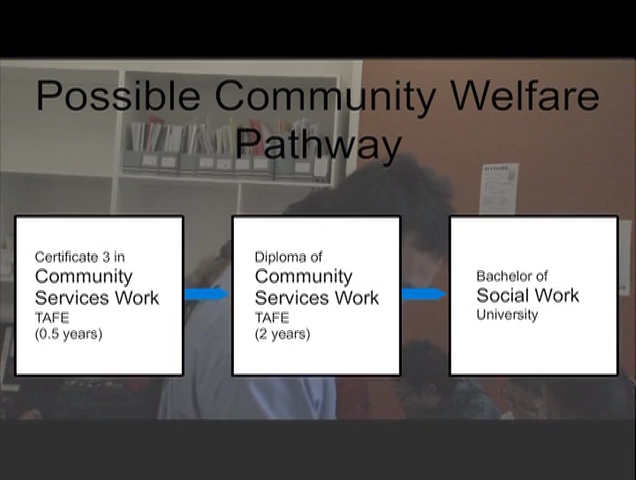 Possible Community Welfare
Pathway
Certificate 3 in
Community
Services Work
TAFE
(0.5 years)
Diploma of
Community
Services Work
TAFE
(2 years)
Bachelor of
Social Work
University